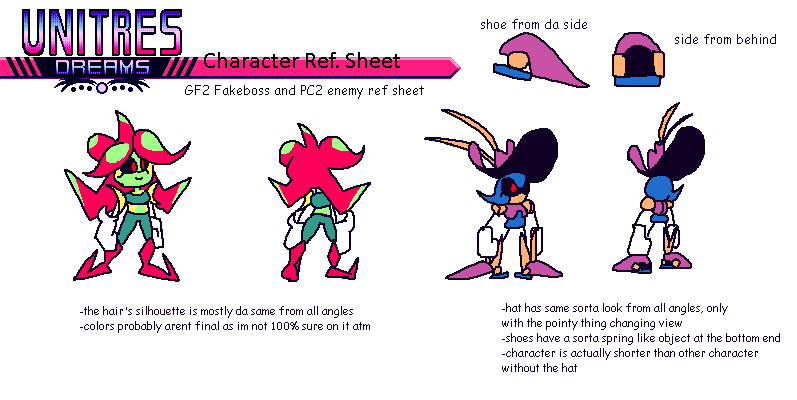 UNITRES
DREAMS
Character Ref. Sheet
GF2 Fakeboss and PC2 enemy ref sheet
shoe from da side
side from behind
-the hair's silhouette is mostly da same from all angles
-colors probably arent final as im not 100% sure on it atm
-hat has same sorta look from all angles, only
with the pointy thing changing view
-shoes have a sorta spring like object at the bottom end
-character is actually shorter than other character
without the hat